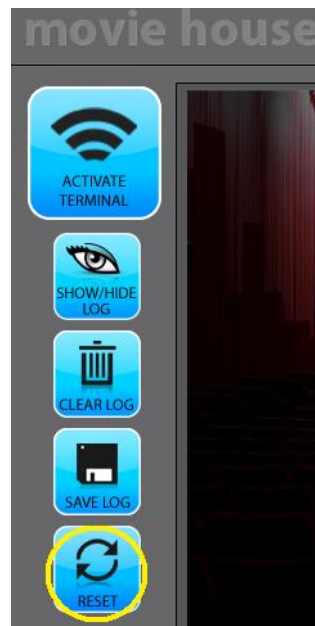 movie house
ACTIVATE
TERMINAL
SHOW/HIDE
LOG
CLEAR LOG
SAVE LOG
RESET